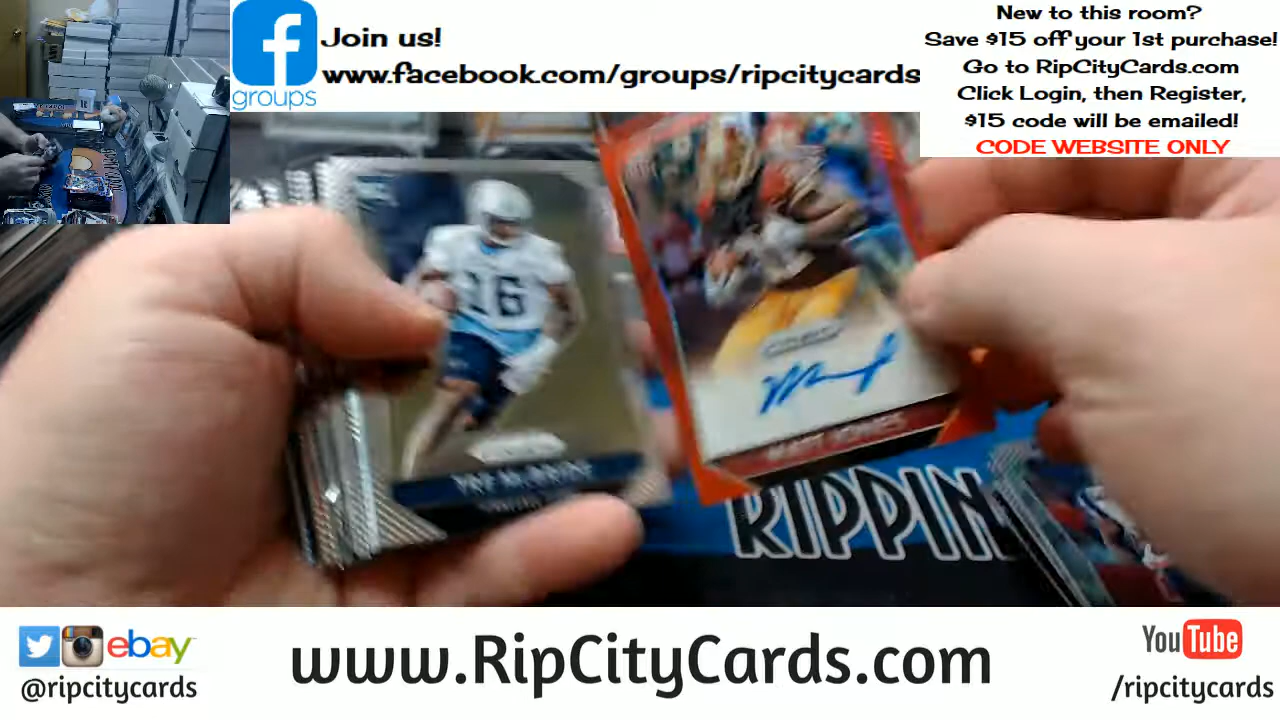 Join us!
www.facebook.com/groups/ripcitycards
groups
New to this room?
Save $15 off your 1st purchase!
Go to RipCityCards.com
Click Login, then Register,
$15 code will be emailed!
CODE WEBSITE ONLY
16
MATT JONES
RIPPIN
ebay
@ripcitycards
www.RipCityCards.com
YouTube
/ripcitycards